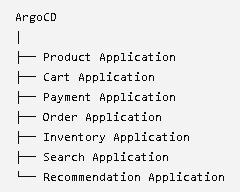 ArgoCD
│
├── Product Application
├── Cart Application
├── Payment Application
├── Order Application
├── Inventory Application
├── Search Application
└── Recommendation Application